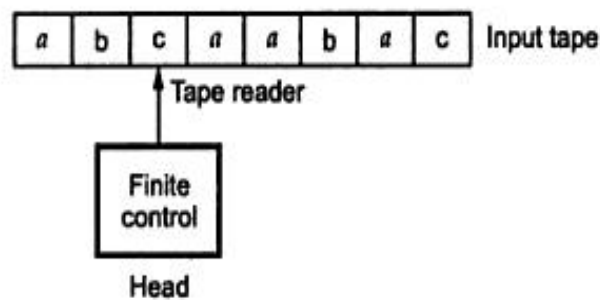 a b c a a b a c Input tape
Tape reader
Finite
control
Head